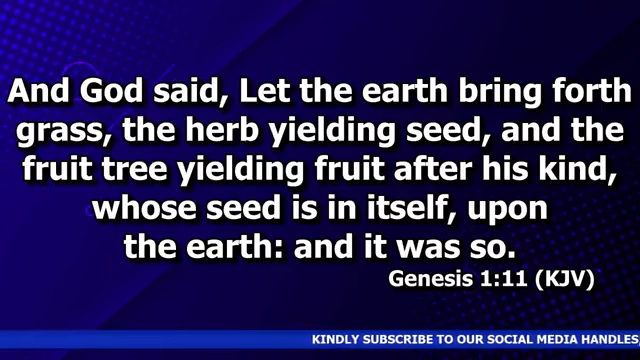 And God said, Let the earth bring forth
grass, the herb yielding seed, and the
fruit tree yielding fruit after his kind,
whose seed is in itself, upon
the earth: and it was so.
Genesis 1:11 (KJV)
KINDLY SUBSCRIBE TO OUR SOCIAL MEDIA HANDLES